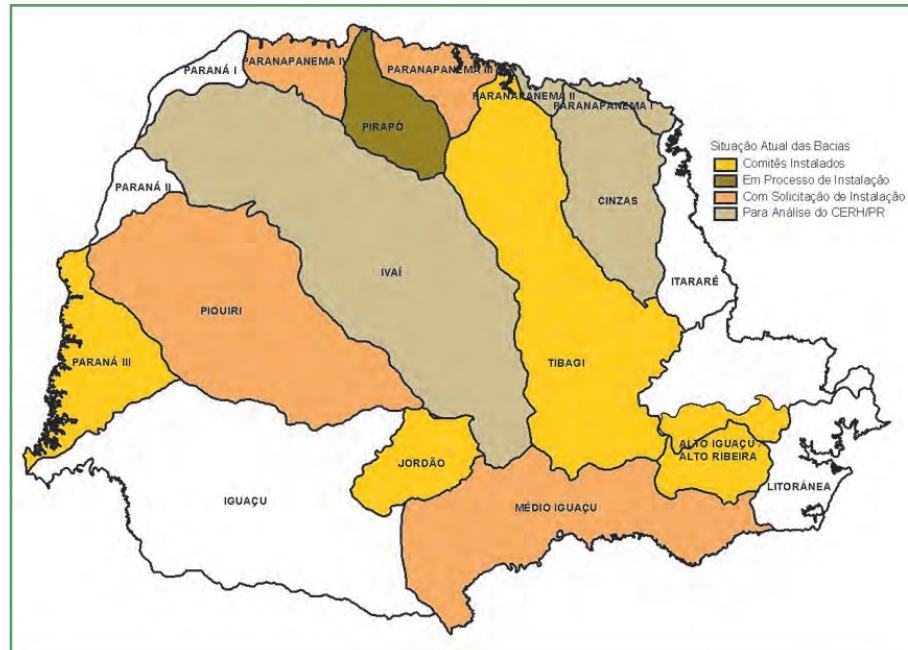 PARANÁ I
PARANAPANEMA IV
PARANAPANEMA III
PARANAPANEMA II
PARANAPANEMA I
PIRAPÓ
Situação Atual das Bacias
Comitês Instalados
Em Processo de Instalação
Com Solicitação de Instalação
Para Análise do CERH/PR
PARANÁ II
CINZAS
IVAÍ
ITARARÉ
PIQUIRI
PARANÁ III
TIBAGI
ALTO IGUAÇU /
ALTO RIBEIRA
JORDÃO
LITORÁNEA
IGUAÇU
MÉDIO IGUAÇU